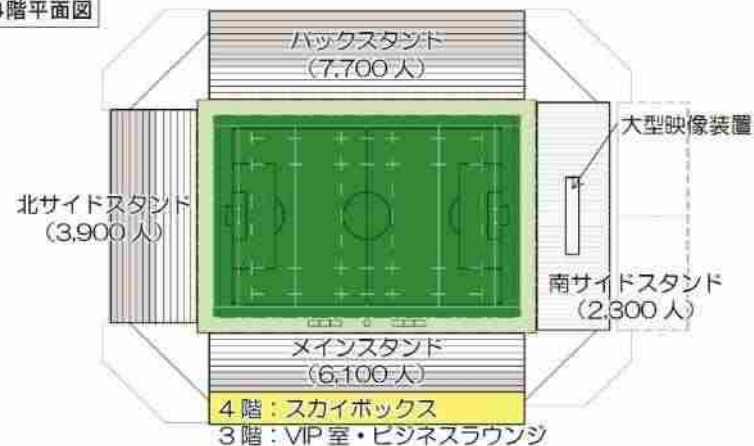 階平面図
バックスタンド
(7,700人)
大型映像装置
北サイドスタンド
(3,900人)
南サイドスタンド
(2,300人)
メインスタンド
(6,100人)
4階：スカイボックス
3階：VIP室・ビジネスラウンジ